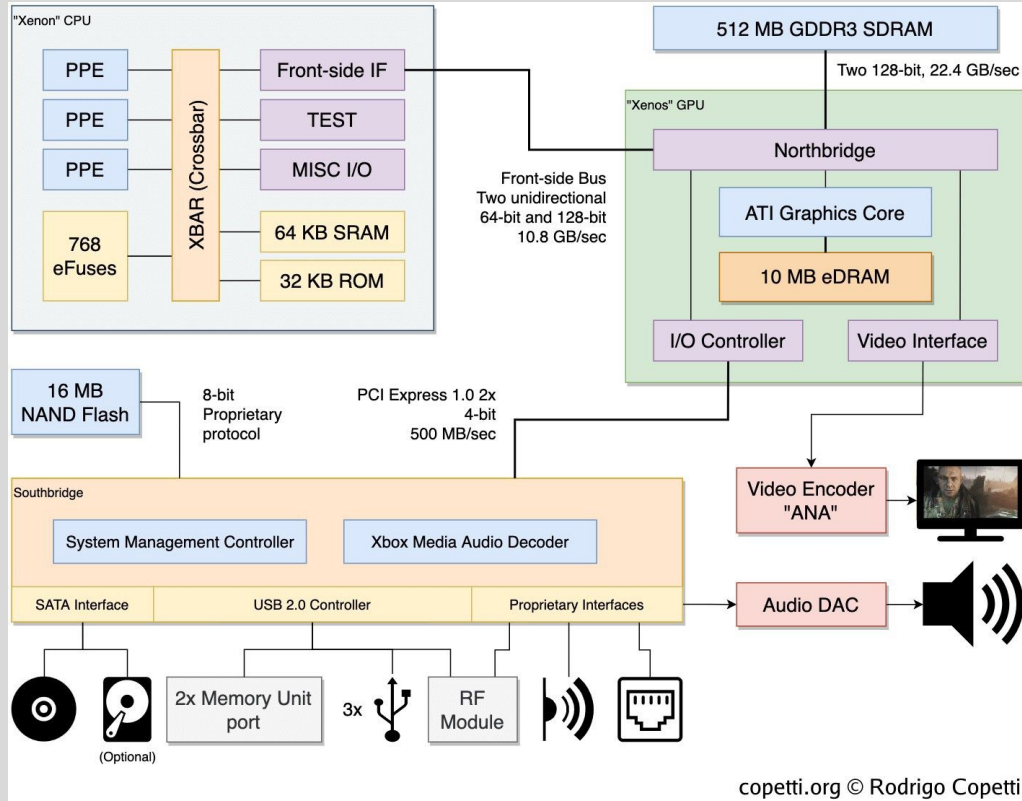 "Xenon" CPU
PPE
PPE
PPE
768
eFuses
XBAR (Crossbar)
Front-side IF
TEST
MISC I/O
64 KB SRAM
32 KB ROM
512 MB GDDR3 SDRAM
Two 128-bit, 22.4 GB/sec
"Xenos" GPU
Northbridge
ATI Graphics Core
10 MB eDRAM
I/O Controller
Video Interface
Front-side Bus
Two unidirectional
64-bit and 128-bit
10.8 GB/sec
16 MB
NAND Flash
8-bit
Proprietary
protocol
PCI Express 1.0 2x
4-bit
500 MB/sec
Southbridge
System Management Controller
Xbox Media Audio Decoder
SATA Interface
USB 2.0 Controller
Proprietary Interfaces
Video Encoder
"ANA"
Audio DAC
(Optional)
2x Memory Unit
port
3x
RF
Module
copetti.org © Rodrigo Copetti